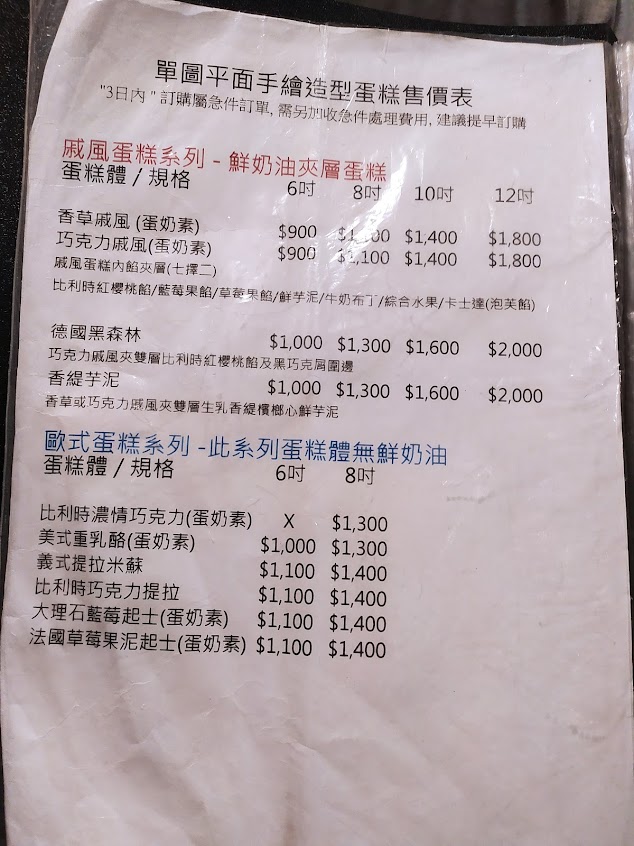 單圖平面手繪造型蛋糕售價表
"3日內" 訂購屬急件訂單, 需另加收急件處理費用, 建議提早訂購
戚風蛋糕系列 - 鮮奶油夾層蛋糕
蛋糕體 / 規格 6吋 8吋 10吋 12吋
香草戚風 (蛋奶素) $900 $1,100 $1,400 $1,800
巧克力戚風(蛋奶素) $900 $1,100 $1,400 $1,800
戚風蛋糕內餡夾層(七擇二)
比利時紅櫻桃餡/藍莓果餡/草莓果餡/鮮芋泥/牛奶布丁/綜合水果/卡士達(泡芙餡)
德國黑森林 $1,000 $1,300 $1,600 $2,000
巧克力戚風夾雙層比利時紅櫻桃餡及黑巧克屑圍邊
香緹芋泥 $1,000 $1,300 $1,600 $2,000
香草或巧克力戚風夾雙層生乳香緹檳榔心鮮芋泥
歐式蛋糕系列 -此系列蛋糕體無鮮奶油
蛋糕體 / 規格 6吋 8吋
比利時濃情巧克力(蛋奶素) X $1,300
美式重乳酪(蛋奶素) $1,000 $1,300
義式提拉米蘇 $1,100 $1,400
比利時巧克力提拉 $1,100 $1,400
大理石藍莓起士(蛋奶素) $1,100 $1,400
法國草莓果泥起士(蛋奶素) $1,100 $1,400